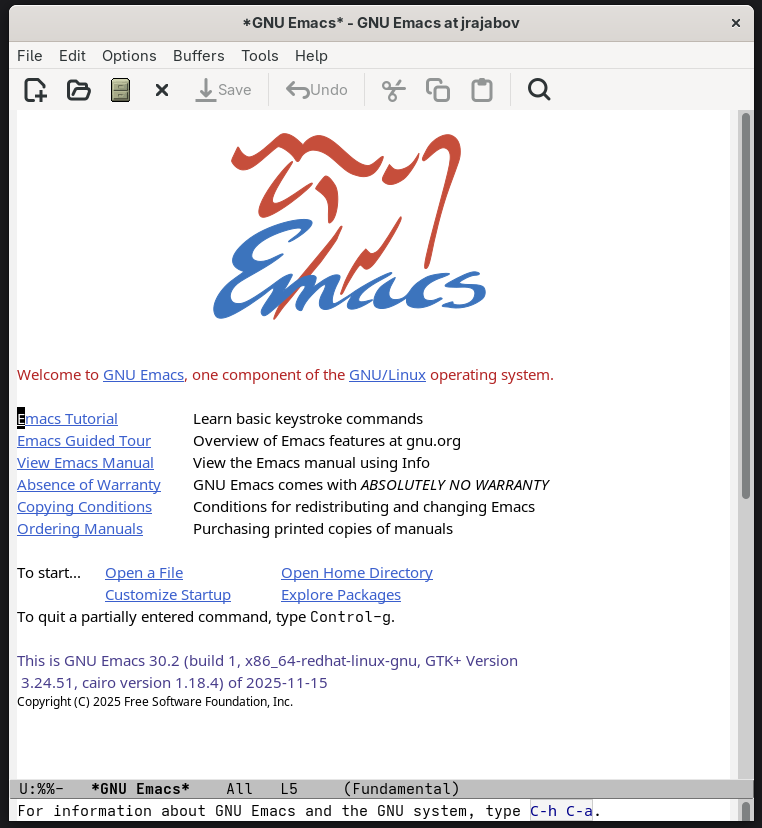 *GNU Emacs* - GNU Emacs at jrajabov
File Edit Options Buffers Tools Help
Save Undo
Emacs
Welcome to GNU Emacs, one component of the GNU/Linux operating system.
Emacs Tutorial Learn basic keystroke commands
Emacs Guided Tour Overview of Emacs features at gnu.org
View Emacs Manual View the Emacs manual using Info
Absence of Warranty GNU Emacs comes with ABSOLUTELY NO WARRANTY
Copying Conditions Conditions for redistributing and changing Emacs
Ordering Manuals Purchasing printed copies of manuals
To start... Open a File Open Home Directory
Customize Startup Explore Packages
To quit a partially entered command, type Control-g.
This is GNU Emacs 30.2 (build 1, x86_64-redhat-linux-gnu, GTK+ Version
3.24.51, cairo version 1.18.4) of 2025-11-15
Copyright (C) 2025 Free Software Foundation, Inc.
U:%%- *GNU Emacs* All L5 (Fundamental)
For information about GNU Emacs and the GNU system, type C-h C-a.